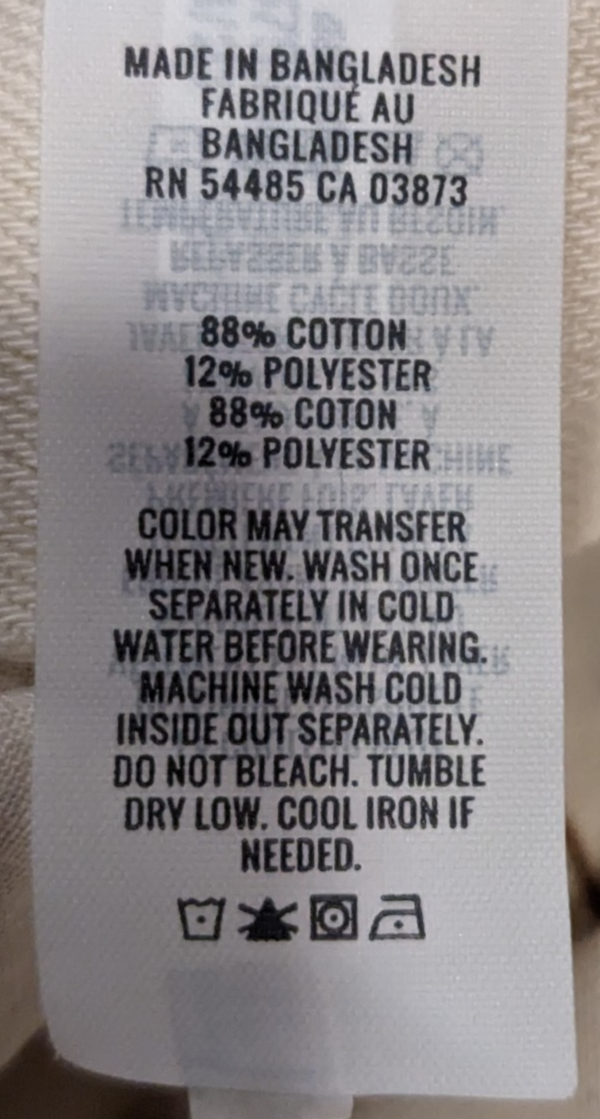 MADE IN BANGLADESH
FABRIQUÉ AU
BANGLADESH
RN 54485 CA 03873
88% COTTON
12% POLYESTER
88% COTON
12% POLYESTER
COLOR MAY TRANSFER
WHEN NEW. WASH ONCE
SEPARATELY IN COLD
WATER BEFORE WEARING.
MACHINE WASH COLD
INSIDE OUT SEPARATELY.
DO NOT BLEACH. TUMBLE
DRY LOW. COOL IRON IF
NEEDED.